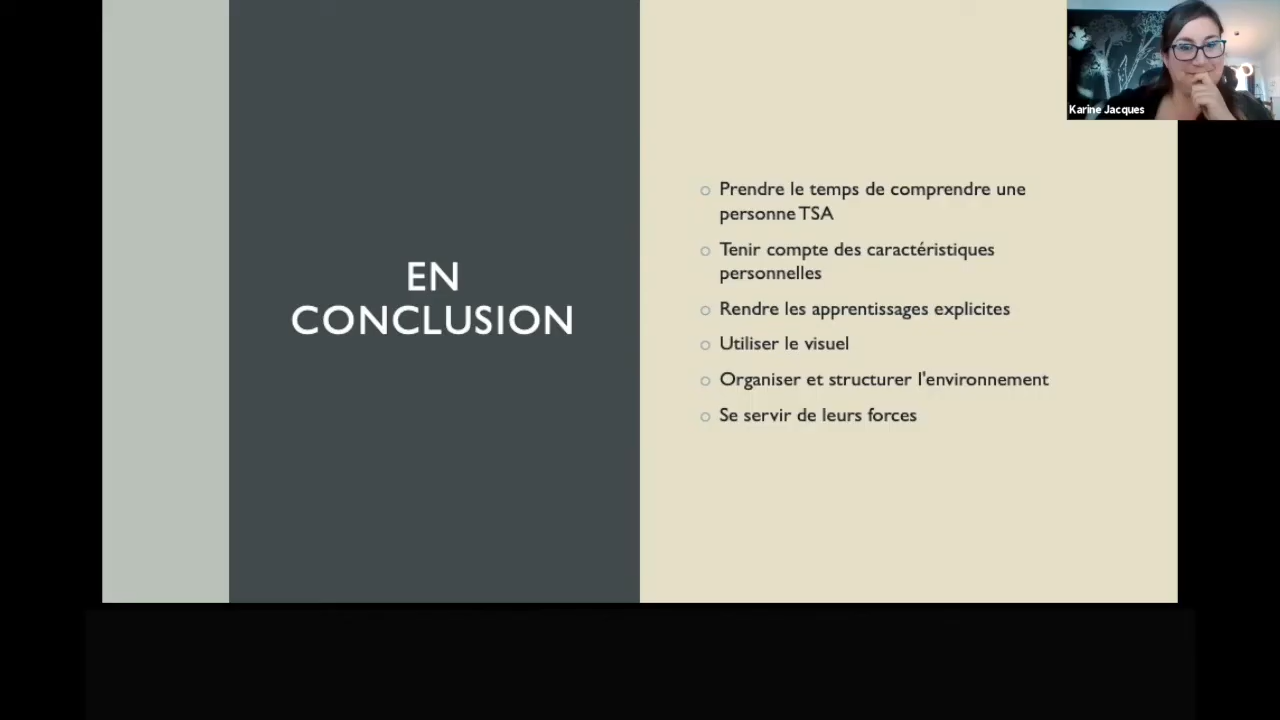 Karine Jacques
EN
CONCLUSION
Prendre le temps de comprendre une
personne TSA
Tenir compte des caractéristiques
personnelles
Rendre les apprentissages explicites
Utiliser le visuel
Organiser et structurer l'environnement
Se servir de leurs forces